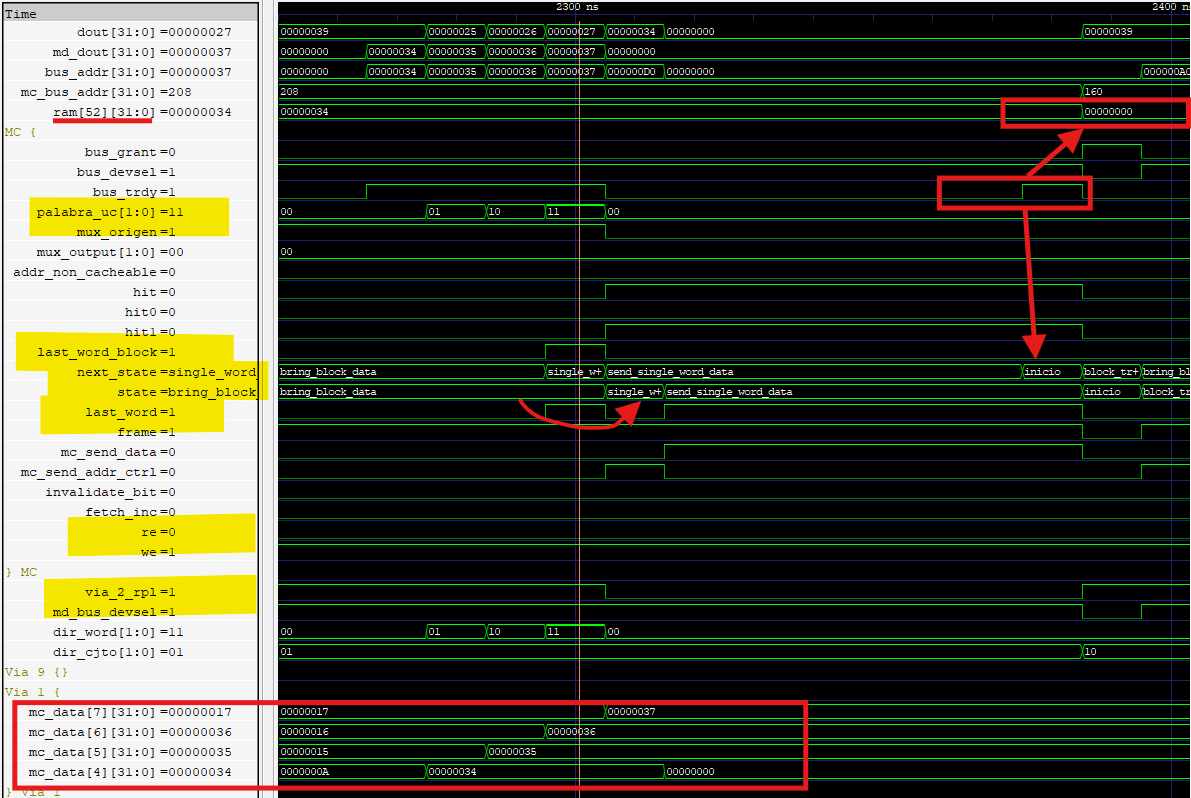 2300 ns 2400 n
Time
dout[31:0] =00000027 00000039 00000025 00000026 00000027 00000034 00000000 00000039
md_dout[31:0] =00000037 00000000 00000034 00000035 00000036 00000037 00000000
bus_addr[31:0] =00000037 00000000 00000034 00000035 00000036 00000037 000000D0 00000000 000000A0
mc_bus_addr[31:0] =208 208 160
ram[52][31:0] =00000034 00000034 00000000
MC {
bus_grant =0
bus_devsel =1
bus_trdy =1
palabra_uc[1:0] =11 00 01 10 11 00
mux_origen =1
mux_output[1:0] =00 00
addr_non_cacheable =0
hit =0
hit0 =0
hit1 =0
last_word_block =1
next_state =single_word_ bring_block_data single_w+ send_single_word_data inicio block_tr+ bring_bl
state =bring_block_ bring_block_data single_w+ send_single_word_data inicio block_tr
last_word =1
frame =1
mc_send_data =0
mc_send_addr_ctrl =0
invalidate_bit =0
fetch_inc =0
re =0
we =1
} MC
via_2_rpl =1
md_bus_devsel =1
dir_word[1:0] =11 00 01 10 11 00
dir_cjto[1:0] =01 01 10
Via 9 {}
Via 1 {
mc_data[7][31:0] =00000017 00000017 00000037
mc_data[6][31:0] =00000036 00000016 00000036
mc_data[5][31:0] =00000035 00000015 00000035
mc_data[4][31:0] =00000034 0000000A 00000034 00000000
} Via 1